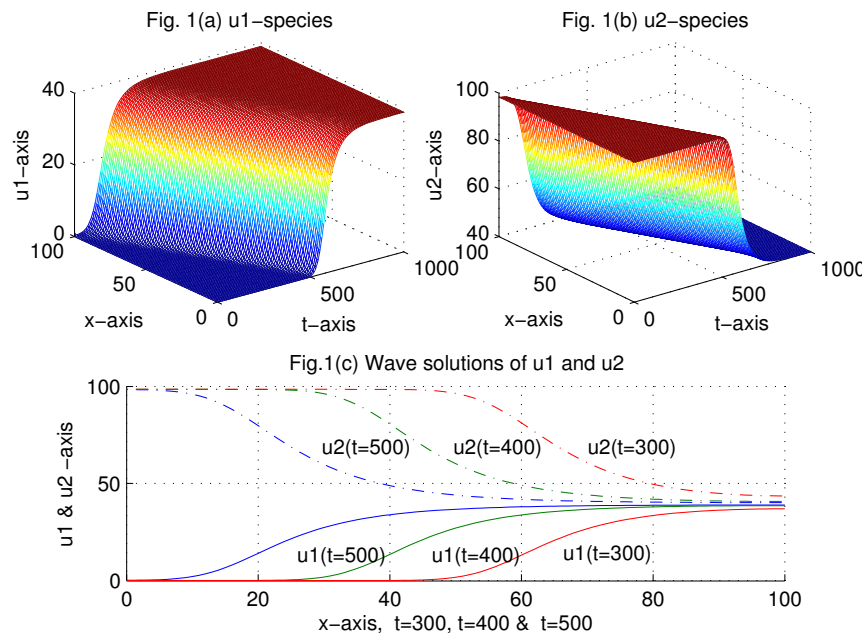 Fig. 1(a) u1-species
Fig. 1(b) u2-species
40
20
0
u1-axis
100
50
0
x-axis
0
500
1000
t-axis
100
80
60
40
u2-axis
100
50
0
x-axis
0
500
1000
t-axis
Fig.1(c) Wave solutions of u1 and u2
100
50
0
u1 & u2 -axis
u2(t=500)
u2(t=400)
u2(t=300)
u1(t=500)
u1(t=400)
u1(t=300)
0
20
40
60
80
100
x-axis, t=300, t=400 & t=500